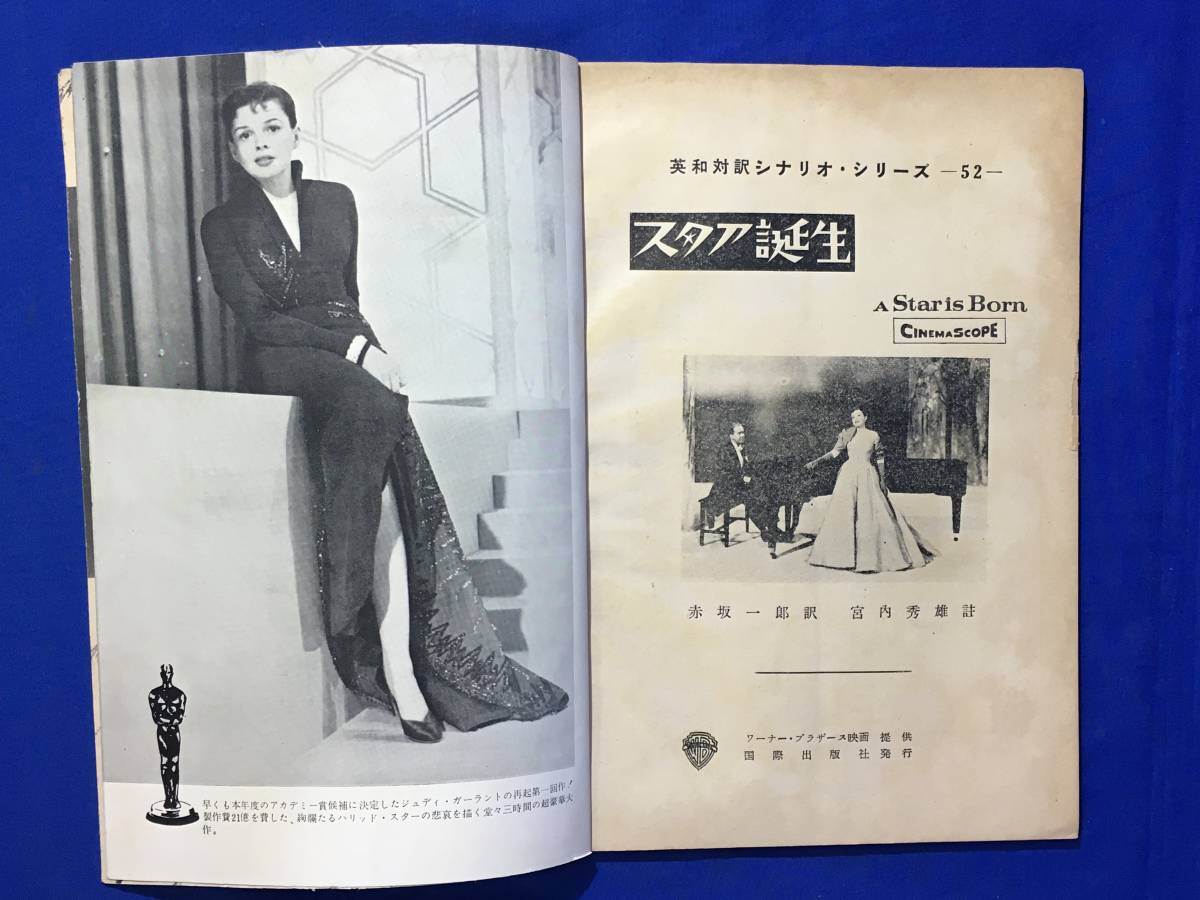 早くも本年度のアカデミー賞候補に決定したジュディ・ガーラントの再起第一回作！
製作費21億を費した、絢爛たるハリッド・スターの悲哀を描く堂々三時間の超豪華大
作。
英和対訳シナリオ・シリーズ —52—
スタア誕生
A Star is Born
CINEMASCOPE
赤坂一郎訳 宮内秀雄註
ワーナー・ブラザース映画 提供
国際出版社発行